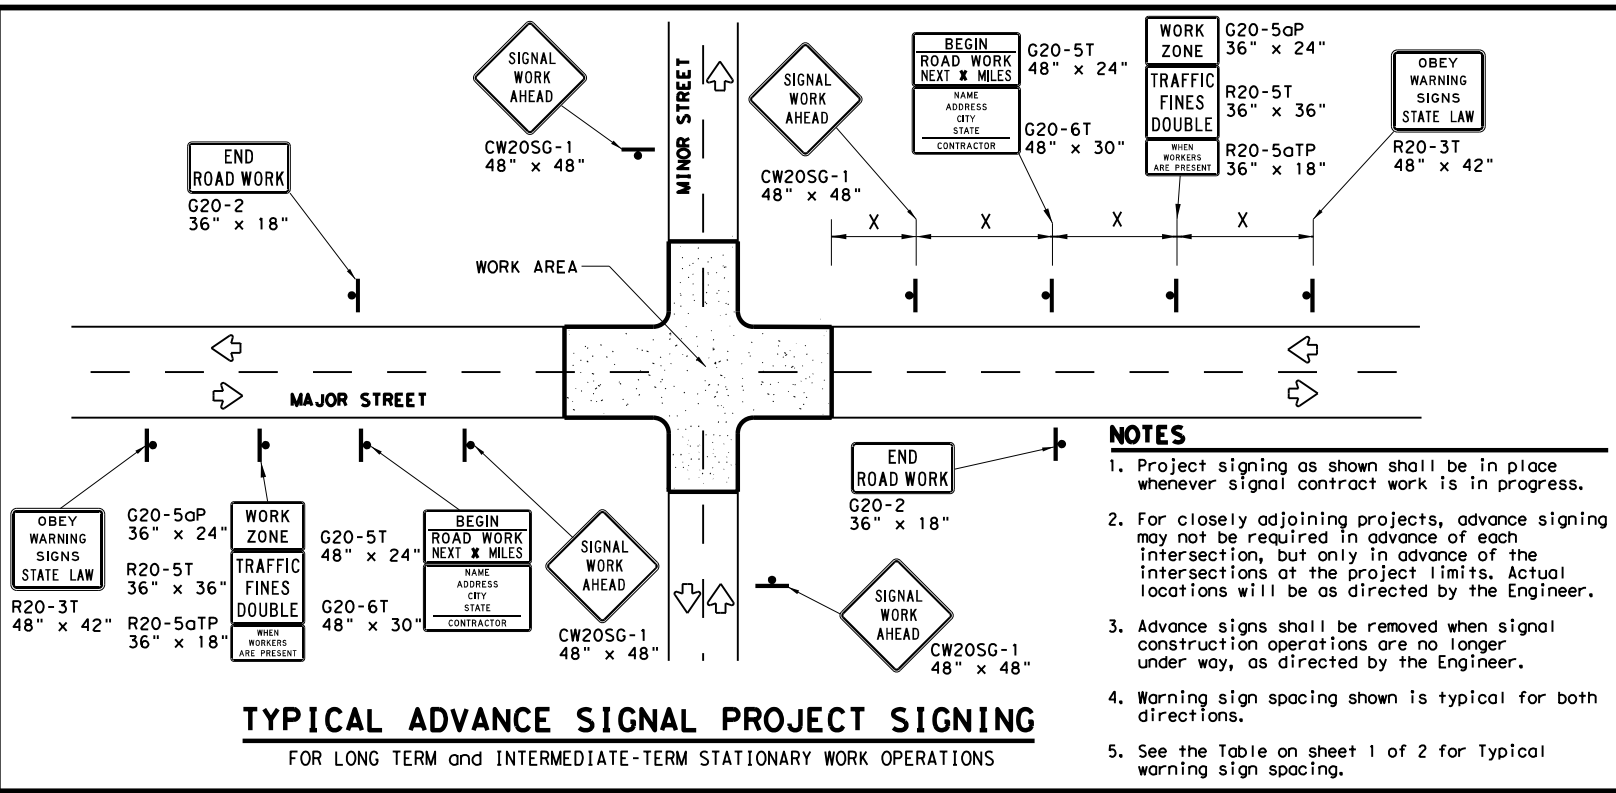 SIGNAL
WORK
AHEAD
CW20SG-1
48" x 48"
END
ROAD WORK
G20-2
36" x 18"
MINOR STREET
SIGNAL
WORK
AHEAD
CW20SG-1
48" x 48"
BEGIN
ROAD WORK
NEXT X MILES
NAME
ADDRESS
CITY
STATE
CONTRACTOR
G20-5T
48" x 24"
G20-6T
48" x 30"
WORK
ZONE
TRAFFIC
FINES
DOUBLE
WHEN
WORKERS
ARE PRESENT
G20-5aP
36" x 24"
R20-5T
36" x 36"
R20-5aTP
36" x 18"
OBEY
WARNING
SIGNS
STATE LAW
R20-3T
48" x 42"
X
X
X
X
WORK AREA
MAJOR STREET
OBEY
WARNING
SIGNS
STATE LAW
R20-3T
48" x 42"
G20-5aP
36" x 24"
R20-5T
36" x 36"
R20-5aTP
36" x 18"
WORK
ZONE
TRAFFIC
FINES
DOUBLE
WHEN
WORKERS
ARE PRESENT
G20-5T
48" x 24"
G20-6T
48" x 30"
BEGIN
ROAD WORK
NEXT X MILES
NAME
ADDRESS
CITY
STATE
CONTRACTOR
SIGNAL
WORK
AHEAD
CW20SG-1
48" x 48"
END
ROAD WORK
G20-2
36" x 18"
SIGNAL
WORK
AHEAD
CW20SG-1
48" x 48"
NOTES
1. Project signing as shown shall be in place
whenever signal contract work is in progress.
2. For closely adjoining projects, advance signing
may not be required in advance of each
intersection, but only in advance of the
intersections at the project limits. Actual
locations will be as directed by the Engineer.
3. Advance signs shall be removed when signal
construction operations are no longer
under way, as directed by the Engineer.
4. Warning sign spacing shown is typical for both
directions.
5. See the Table on sheet 1 of 2 for Typical
warning sign spacing.
TYPICAL ADVANCE SIGNAL PROJECT SIGNING
FOR LONG TERM and INTERMEDIATE-TERM STATIONARY WORK OPERATIONS